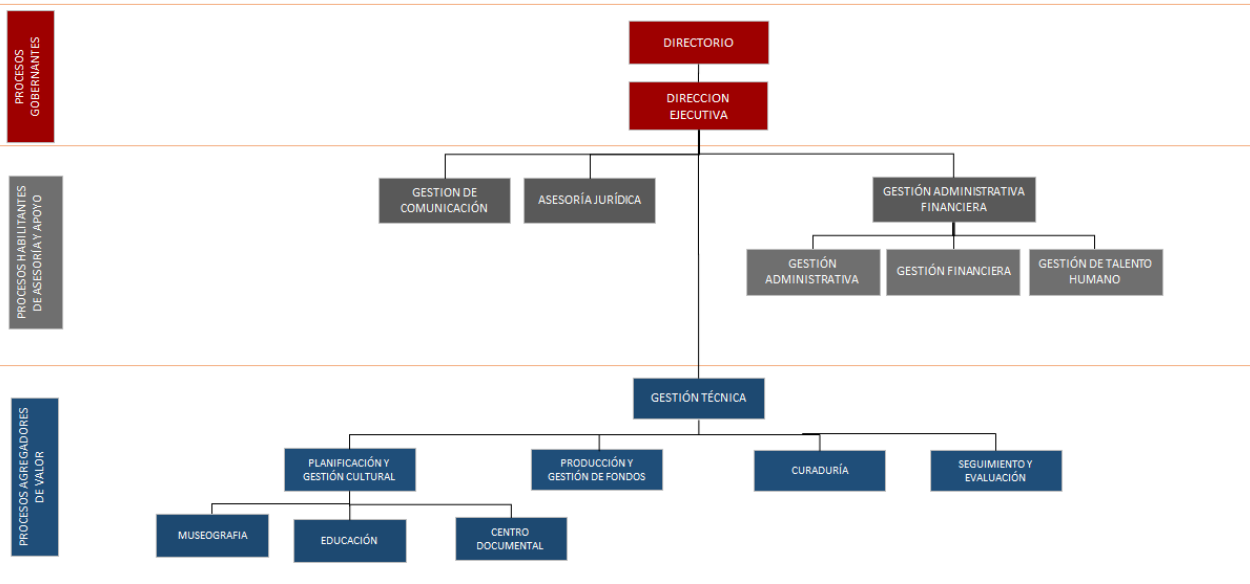 PROCESOS
GOBERNANTES
DIRECTORIO
DIRECCION
EJECUTIVA
PROCESOS HABILITANTES
DE ASESORÍA Y APOYO
GESTION DE
COMUNICACIÓN
ASESORÍA JURÍDICA
GESTIÓN ADMINISTRATIVA
FINANCIERA
GESTIÓN
ADMINISTRATIVA
GESTIÓN FINANCIERA
GESTIÓN DE TALENTO
HUMANO
PROCESOS AGREGADORES
DE VALOR
GESTIÓN TÉCNICA
PLANIFICACIÓN Y
GESTIÓN CULTURAL
PRODUCCIÓN Y
GESTIÓN DE FONDOS
CURADURÍA
SEGUIMIENTO Y
EVALUACIÓN
MUSEOGRAFIA
EDUCACIÓN
CENTRO
DOCUMENTAL